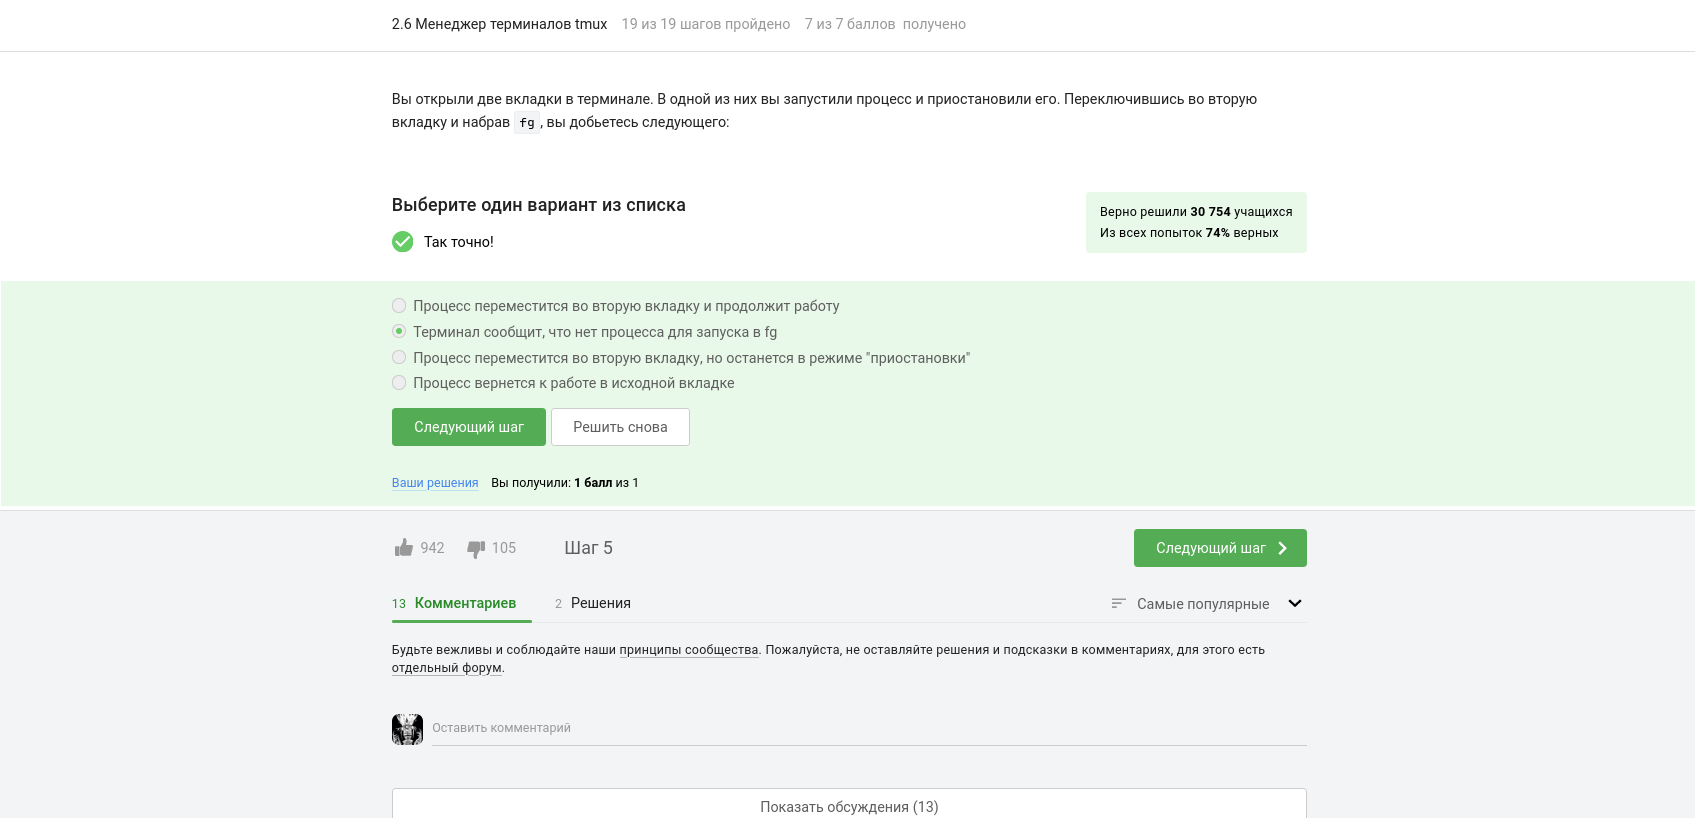 2.6 Менеджер терминалов tmux 19 из 19 шагов пройдено 7 из 7 баллов получено
Вы открыли две вкладки в терминале. В одной из них вы запустили процесс и приостановили его. Переключившись во вторую
вкладку и набрав fg, вы добьетесь следующего:
Выберите один вариант из списка
Так точно!
Верно решили 30 754 учащихся
Из всех попыток 74% верных
Процесс переместится во вторую вкладку и продолжит работу
Терминал сообщит, что нет процесса для запуска в fg
Процесс переместится во вторую вкладку, но останется в режиме "приостановки"
Процесс вернется к работе в исходной вкладке
Следующий шаг Решить снова
Ваши решения Вы получили: 1 балл из 1
942 105 Шаг 5 Следующий шаг
13 Комментариев 2 Решения Самые популярные
Будьте вежливы и соблюдайте наши принципы сообщества. Пожалуйста, не оставляйте решения и подсказки в комментариях, для этого есть
отдельный форум.
Оставить комментарий
Показать обсуждения (13)